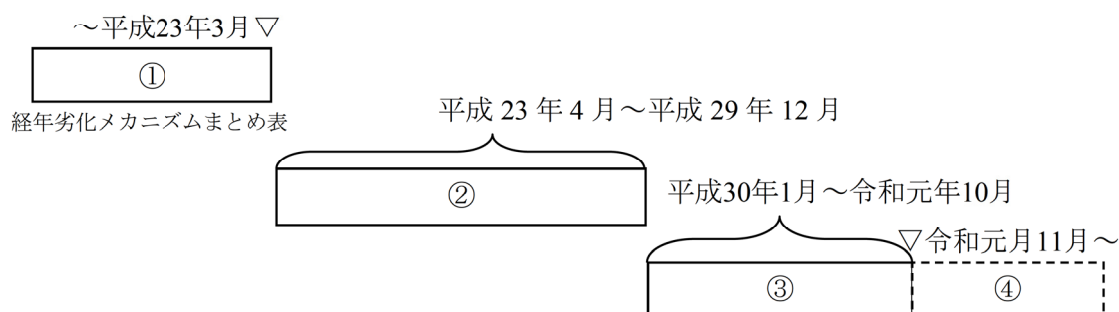 ～平成23年3月▽
①
経年劣化メカニズムまとめ表
平成 23 年 4 月～平成 29 年 12 月
②
平成30年1月～令和元年10月
▽令和元月11月～
③
④